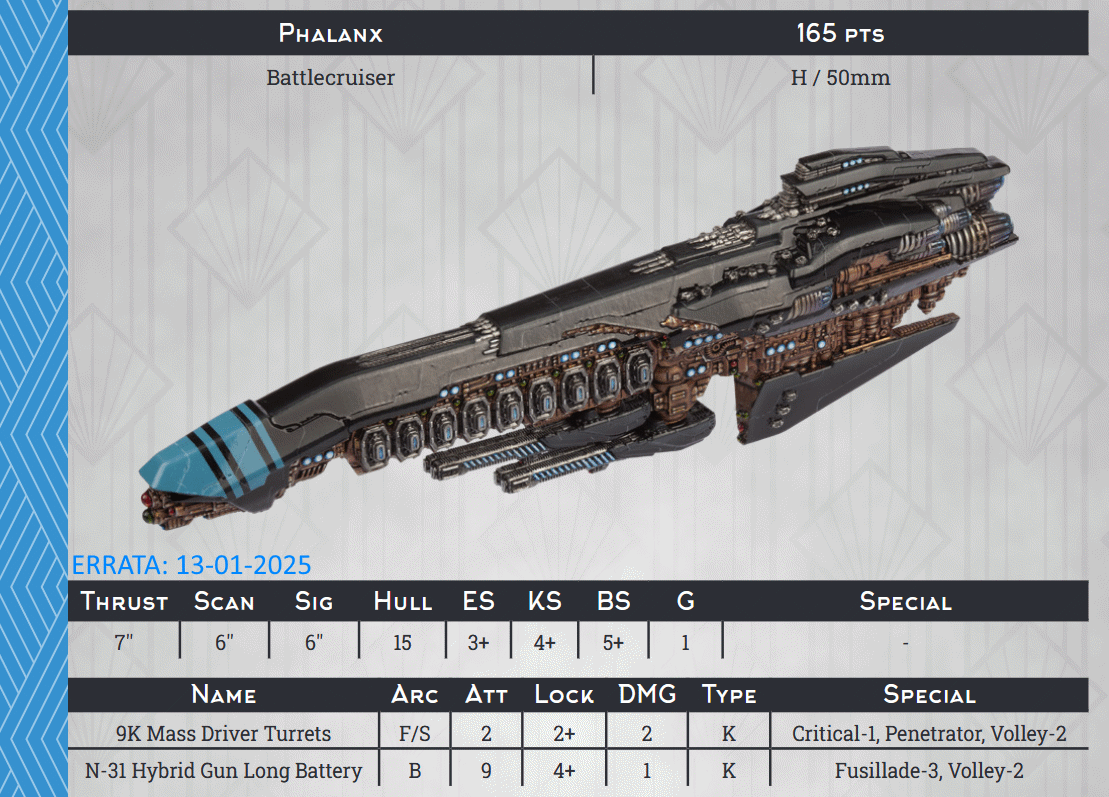 Phalanx 165 pts
Battlecruiser H / 50mm
ERRATA: 13-01-2025
Thrust Scan Sig Hull ES KS BS G Special
7" 6" 6" 15 3+ 4+ 5+ 1 -
Name Arc Att Lock DMG Type Special
9K Mass Driver Turrets F/S 2 2+ 2 K Critical-1, Penetrator, Volley-2
N-31 Hybrid Gun Long Battery B 9 4+ 1 K Fusillade-3, Volley-2